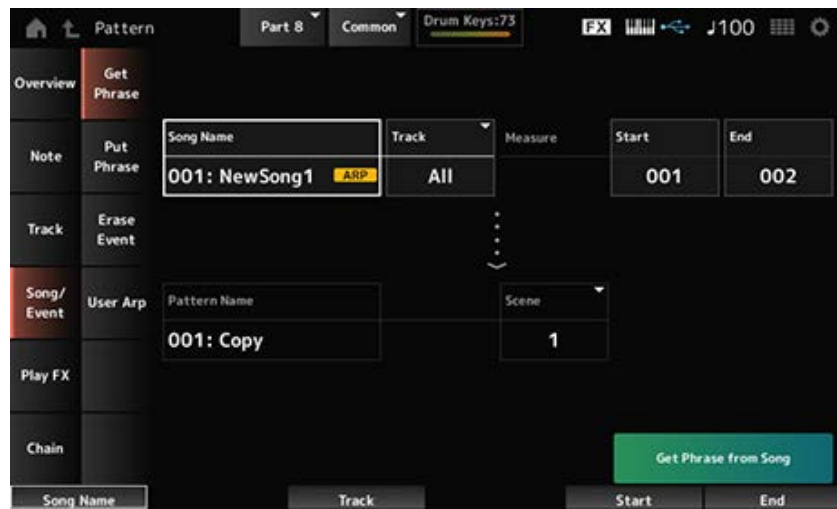 Pattern
Part 8
Common
Drum Keys:73
FX
♩100
Overview
Get
Phrase
Note
Put
Phrase
Track
Erase
Event
Song/
Event
User Arp
Play FX
Chain
Song Name
Track
Measure
Start
End
001: NewSong1
ARP
All
001
002
Pattern Name
Scene
001: Copy
1
Get Phrase from Song
Song Name
Track
Start
End